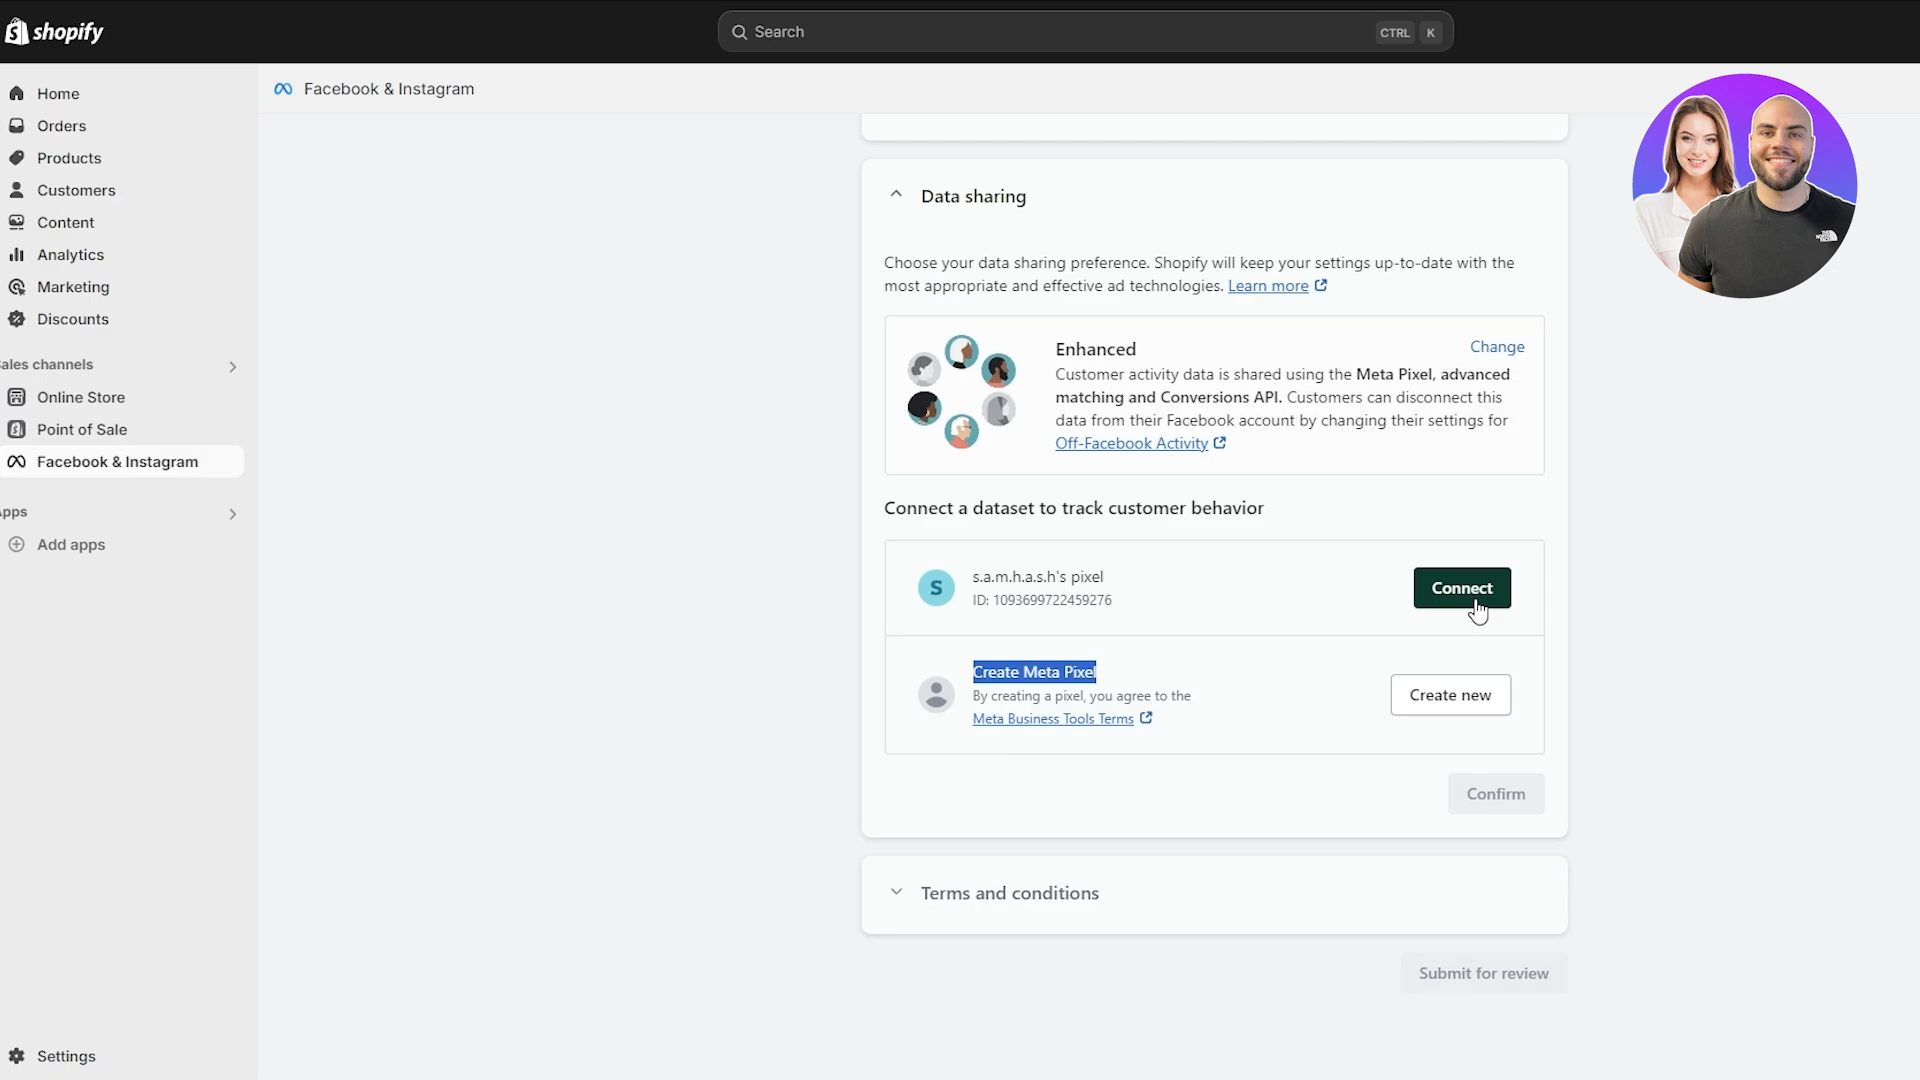 shopify
Search
CTRL K
Home
Orders
Products
Customers
Content
Analytics
Marketing
Discounts
ales channels
Online Store
Point of Sale
Facebook & Instagram
pps
Add apps
Settings
Facebook & Instagram
Data sharing
Choose your data sharing preference. Shopify will keep your settings up-to-date with the
most appropriate and effective ad technologies. Learn more
Enhanced
Change
Customer activity data is shared using the Meta Pixel, advanced
matching and Conversions API. Customers can disconnect this
data from their Facebook account by changing their settings for
Off-Facebook Activity
Connect a dataset to track customer behavior
S
s.a.m.h.a.s.h's pixel
ID: 1093699722459276
Connect
Create Meta Pixel
By creating a pixel, you agree to the
Meta Business Tools Terms
Create new
Confirm
Terms and conditions
Submit for review
THE
NORTH
FACE